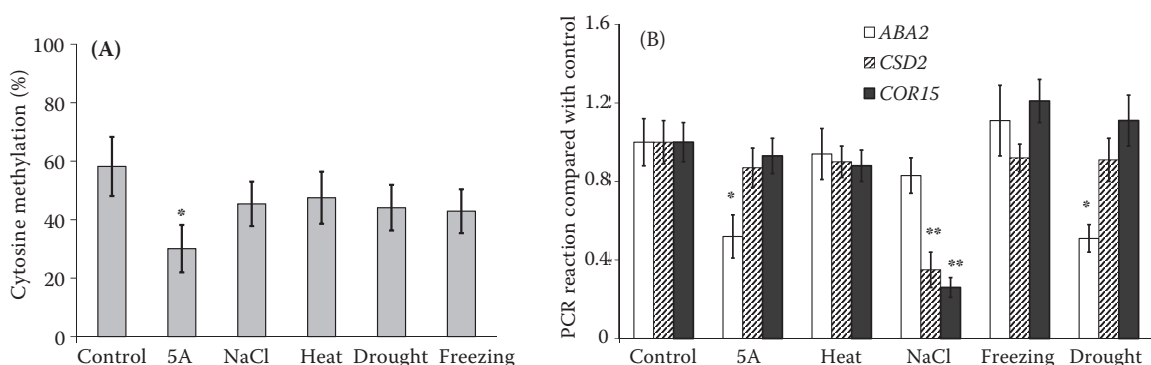 (A)
Cytosine methylation (%)
100
80
60
40
20
0
*
Control 5A NaCl Heat Drought Freezing
(B)
PCR reaction compared with control
1.6
1.2
0.8
0.4
0
ABA2
CSD2
COR15
*
**
**
*
Control 5A Heat NaCl Freezing Drought